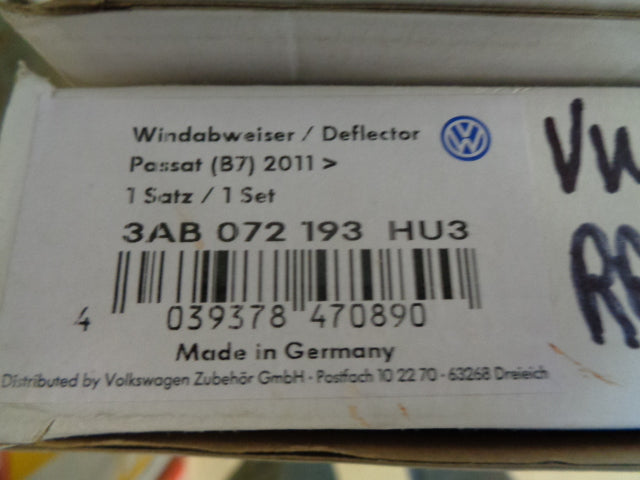 Windabweiser / Deflector
Passat (B7) 2011 >
1 Satz / 1 Set
3AB 072 193 HU3
4 039378 470890
Made in Germany
Distributed by Volkswagen Zubehör GmbH - Postfach 10 22 70 - 63268 Dreieich